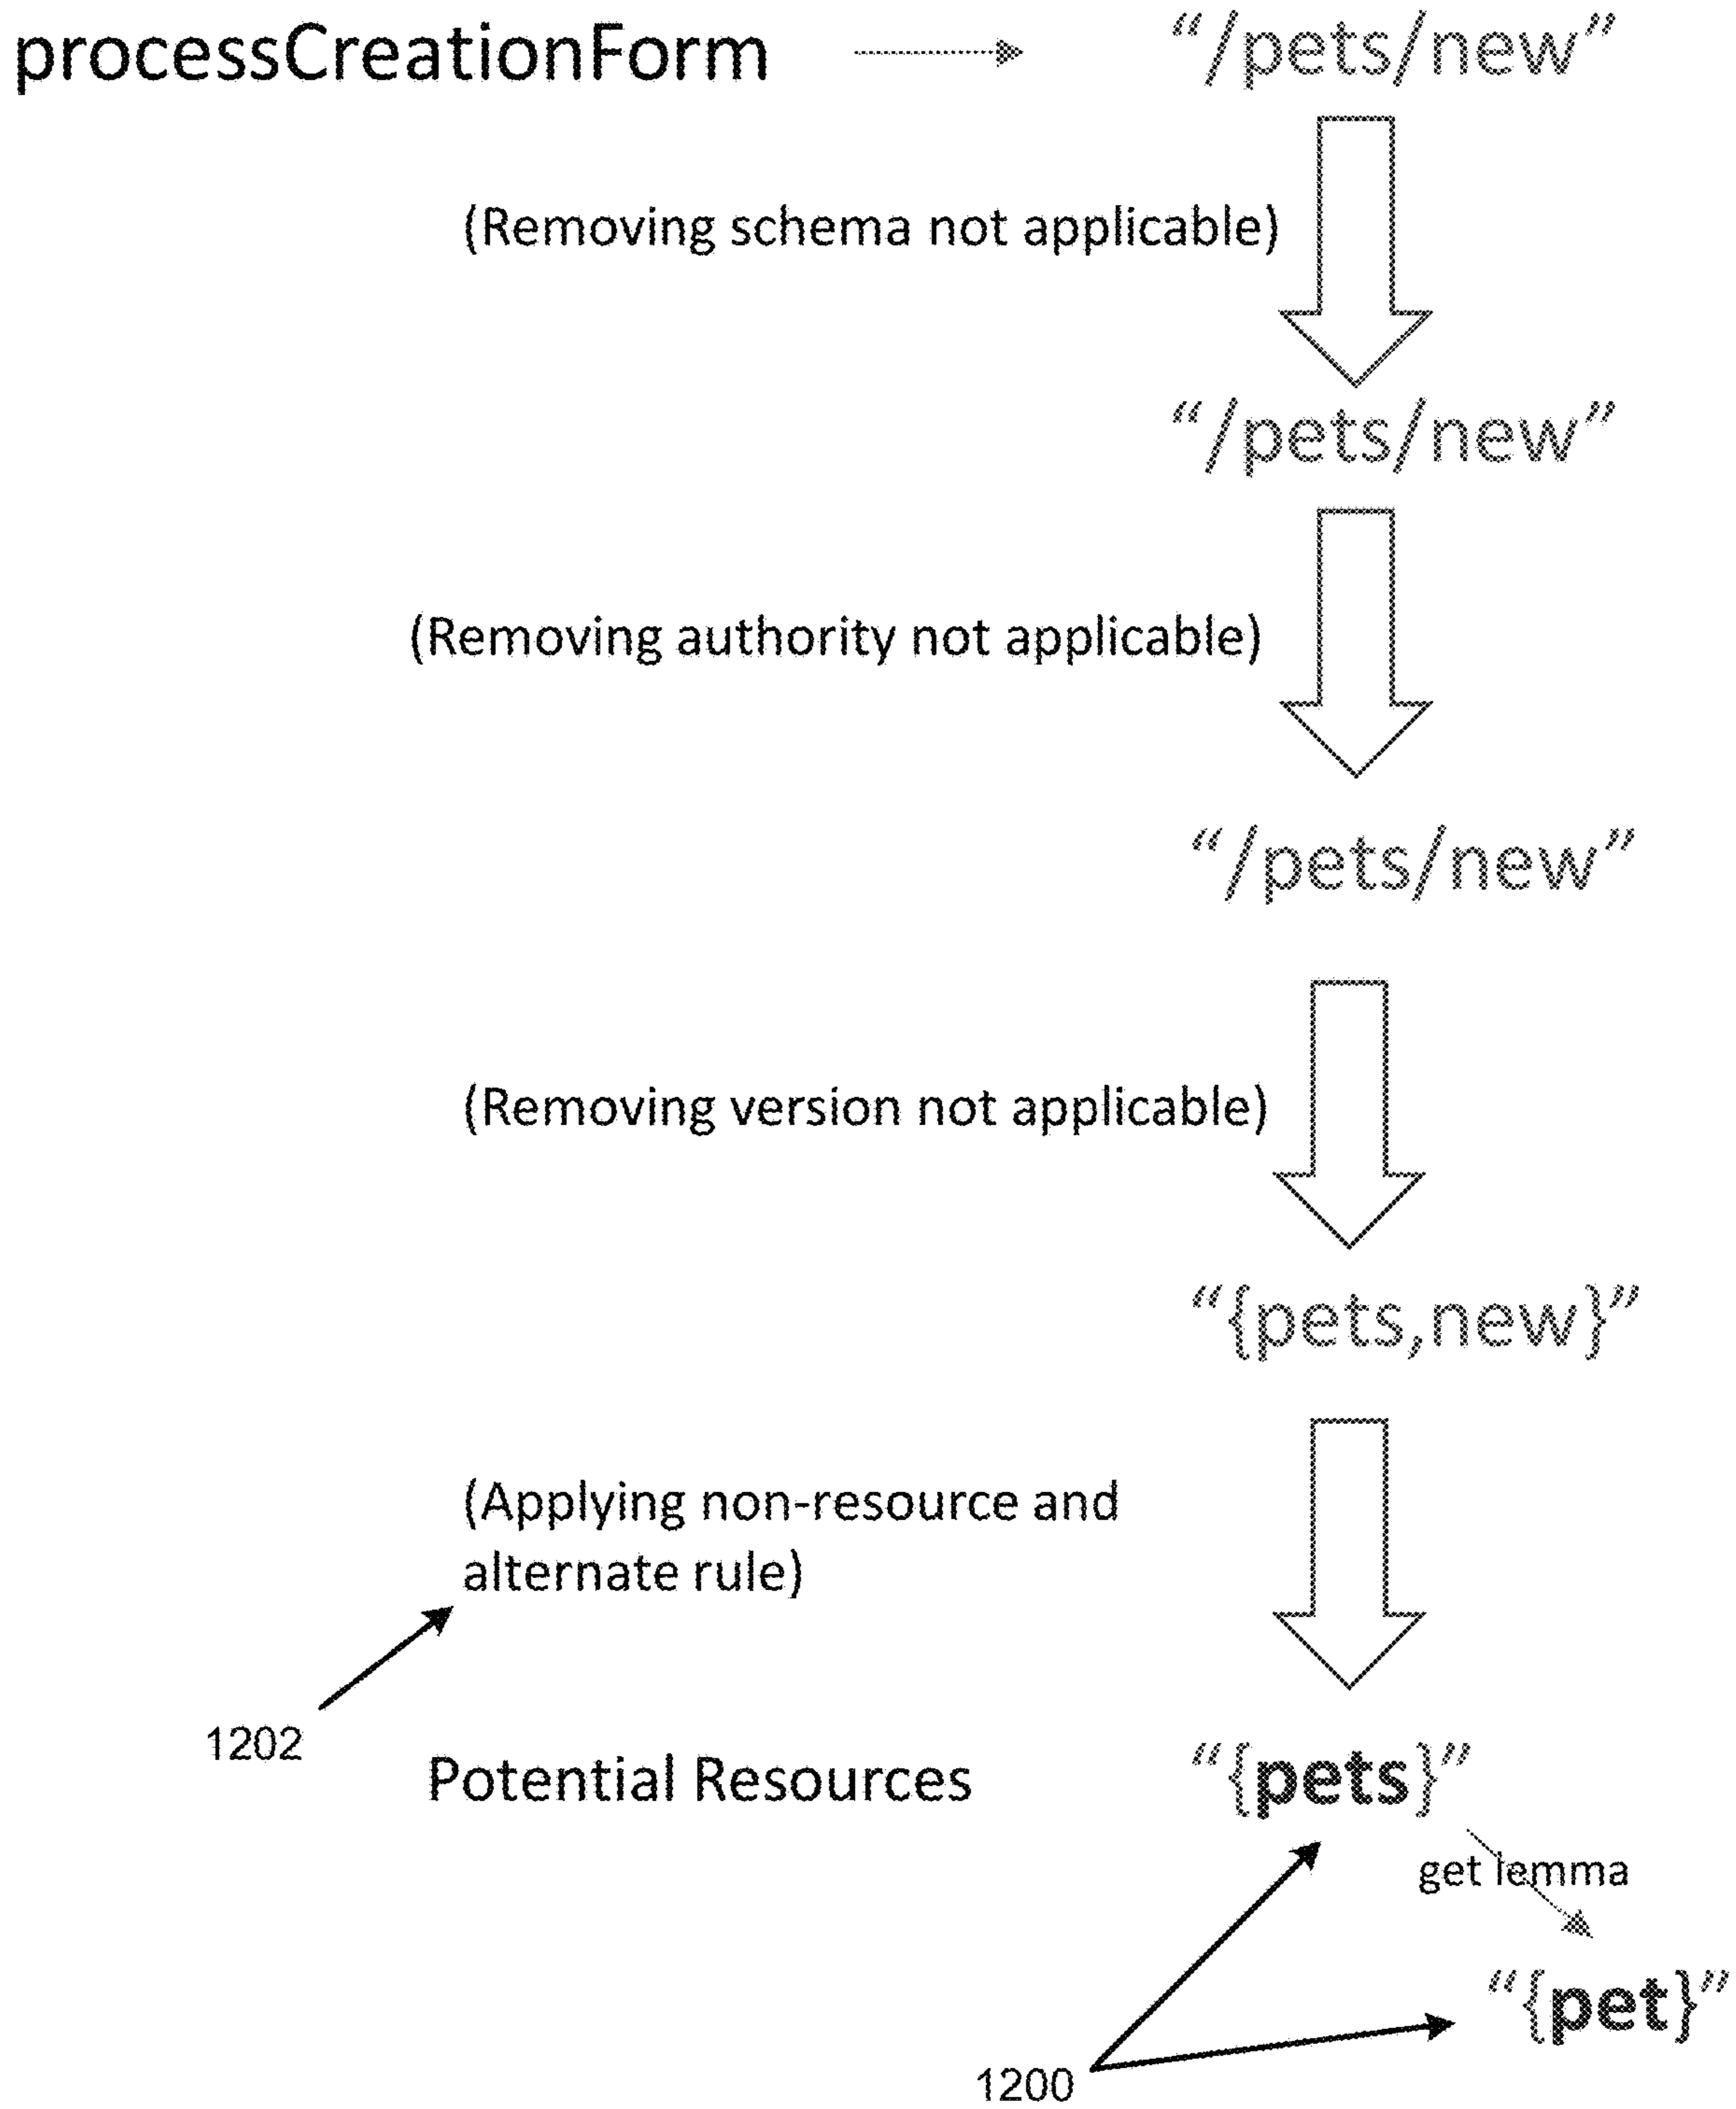 processCreationForm “/pets/new”
(Removing schema not applicable)
“/pets/new”
(Removing authority not applicable)
“/pets/new”
(Removing version not applicable)
“{pets,new}”
(Applying non-resource and
alternate rule)
1202
Potential Resources “{pets}”
get lemma
“{pet}”
1200